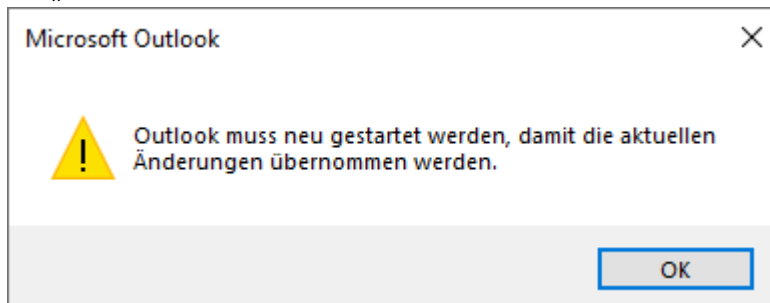 Microsoft Outlook
Outlook muss neu gestartet werden, damit die aktuellen
Änderungen übernommen werden.
OK